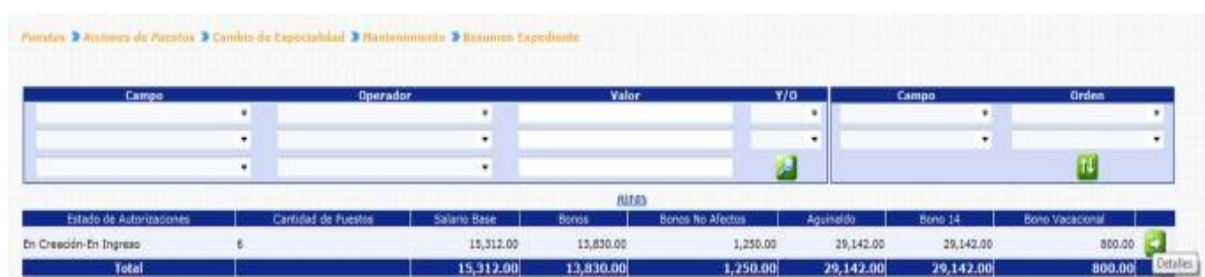 Puestos Acciones de Puestos Cambio de Especialidad Mantenimiento Resumen Expediente
Campo Operador Valor Y/O Campo Orden
Altas
Estado de Autorizaciones Cantidad de Puestos Salario Base Bonos Bonos No Afectos Aguinaldo Bono 14 Bono Vacacional
En Creación-En Ingreso 6 15,312.00 13,830.00 1,250.00 29,142.00 29,142.00 800.00
Detalles
Total 15,312.00 13,830.00 1,250.00 29,142.00 29,142.00 800.00